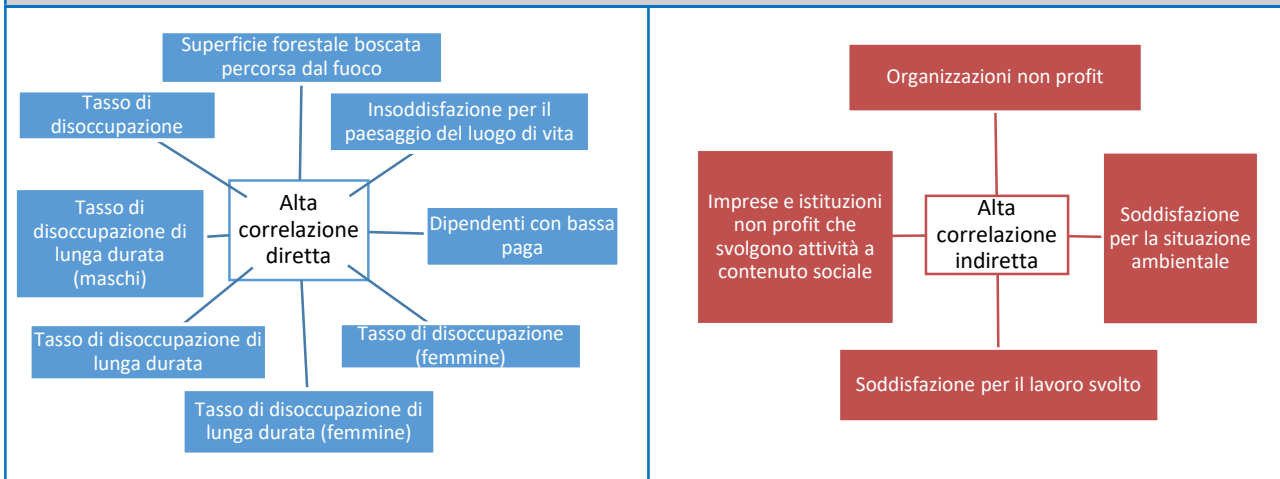 Superficie forestale boscata
percorsa dal fuoco
Tasso di
disoccupazione
Insoddisfazione per il
paesaggio del luogo di vita
Tasso di
disoccupazione di
lunga durata
(maschi)
Alta
correlazione
diretta
Dipendenti con bassa
paga
Tasso di disoccupazione di
lunga durata
Tasso di disoccupazione
(femmine)
Tasso di disoccupazione di
lunga durata (femmine)
Organizzazioni non profit
Imprese e istituzioni
non profit che
svolgono attività a
contenuto sociale
Alta
correlazione
indiretta
Soddisfazione
per la situazione
ambientale
Soddisfazione per il lavoro svolto